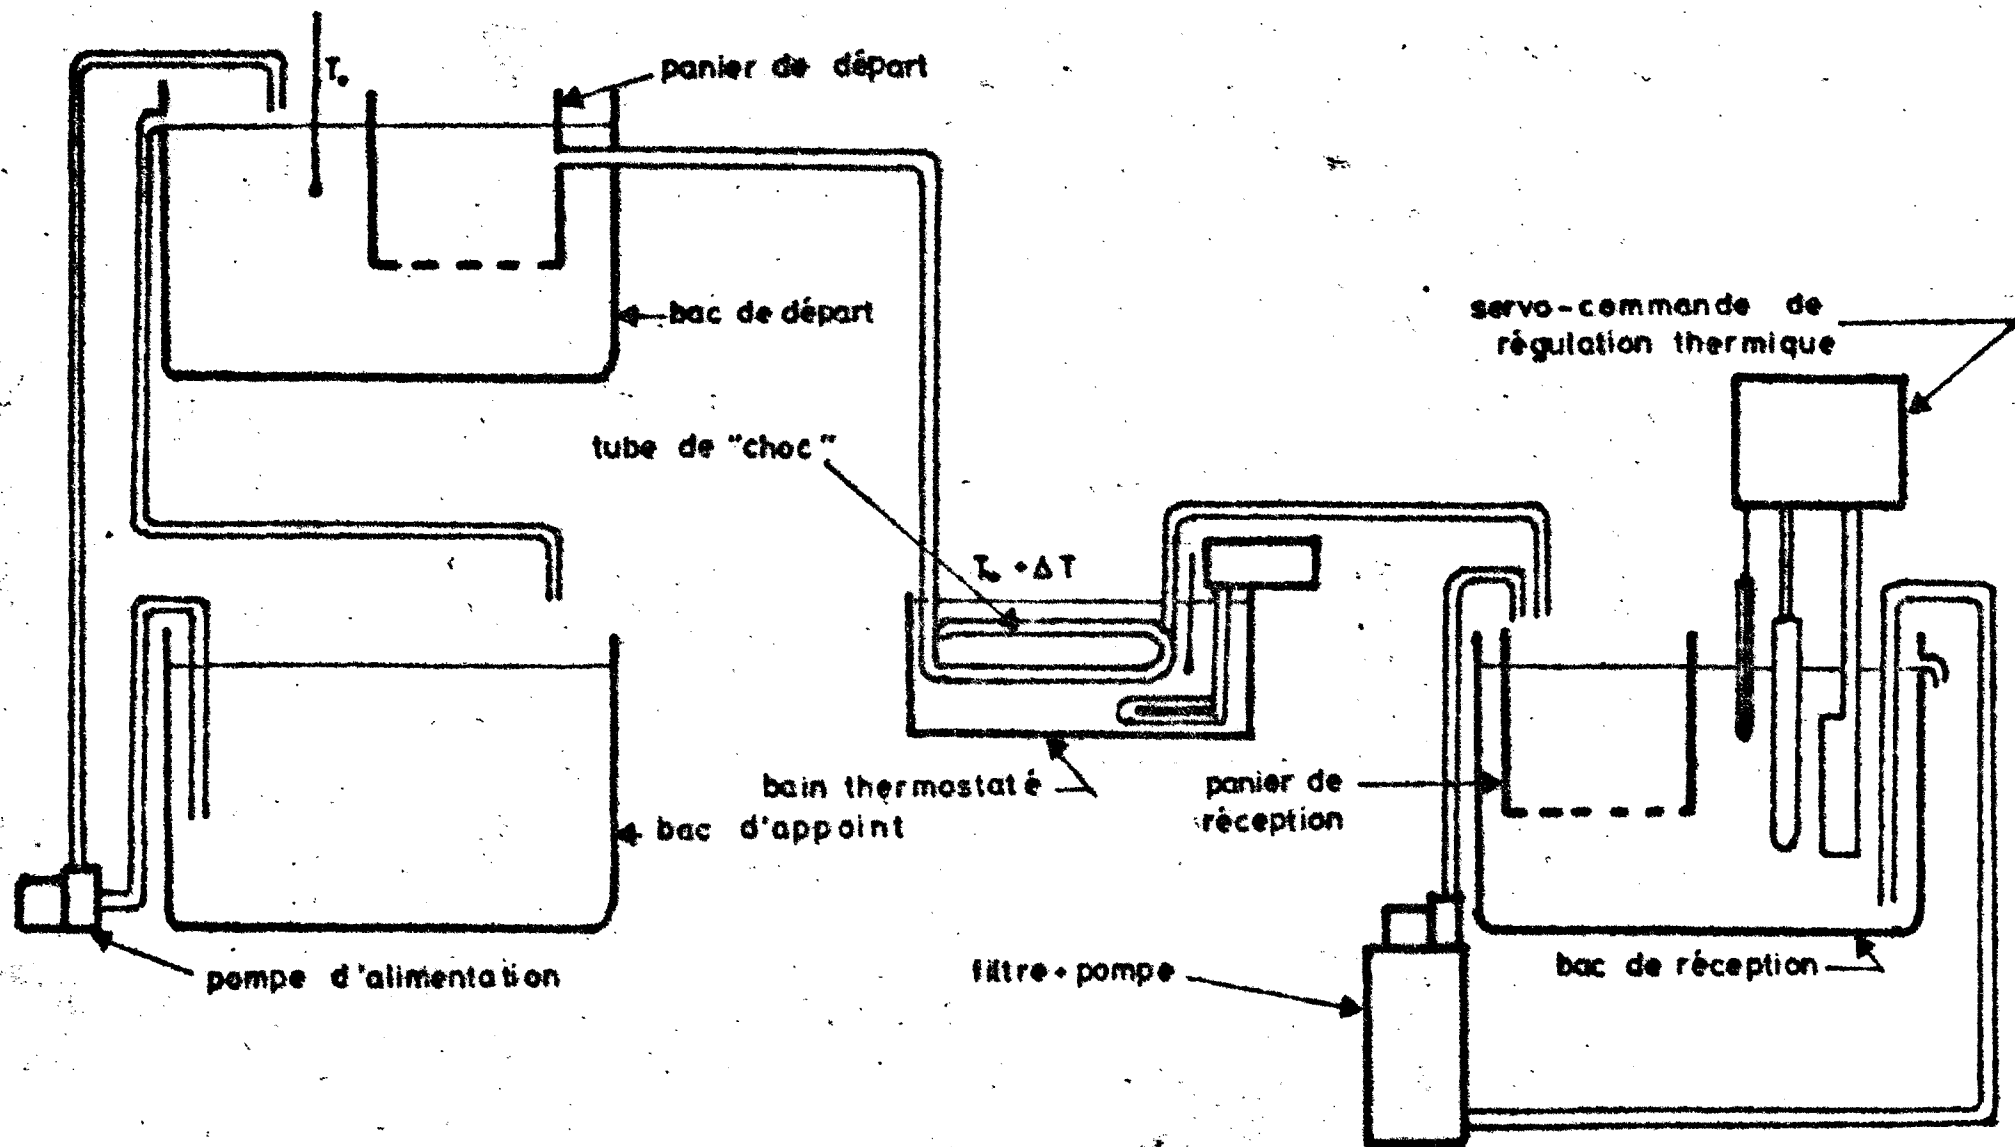 T₀
panier de départ
bac de départ
servo-commande de
régulation thermique
tube de "choc"
T₀ + Δ T
bain thermostaté
bac d'appoint
panier de
réception
pompe d'alimentation
filtre + pompe
bac de réception